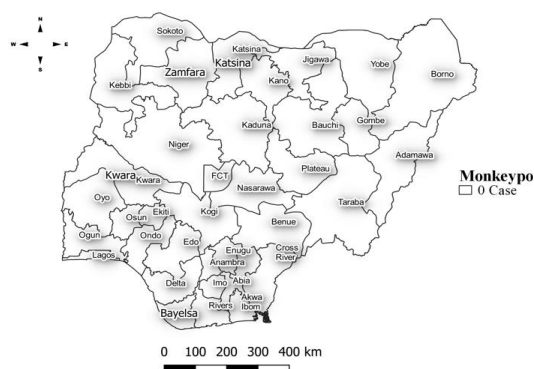 N
W E
S
Sokoto
Katsina
Katsina
Zamfara
Jigawa
Yobe
Borno
Kano
Kebbi
Gombe
Kaduna
Bauchi
Niger
Adamawa
Plateau
Kwara
Kwara
FCT
Nasarawa
Monkeypo
0 Case
Oyo
Taraba
Osun
Ekiti
Kogi
Benue
Ogun
Ondo
Edo
Lagos
Enugu
Cross
River
Anambra
Delta
Imo
Abia
Akwa
Ibom
Rivers
Bayelsa
0 100 200 300 400 km